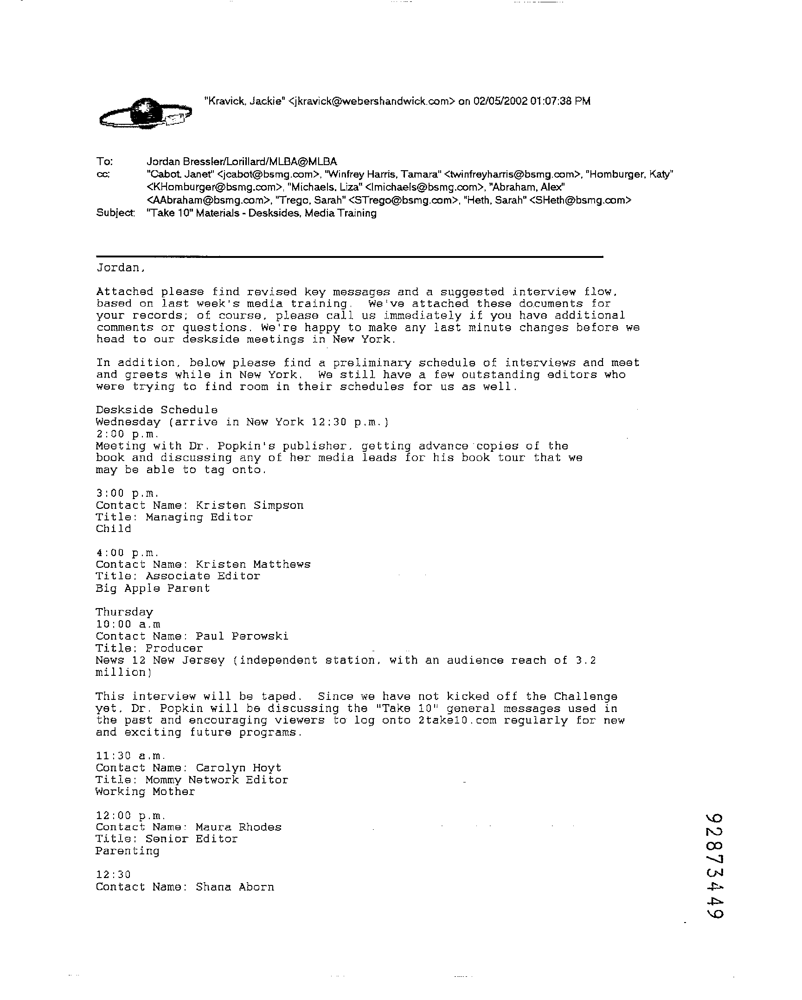 "Kravick, Jackie" <jkravick@webershandwick.com> on 02/05/2002 01:07:38 PM
To: Jordan Bressler/Lorillard/MLBA@MLBA
cc: "Cabot, Janet" <jcabot@bsmg.com>, "Winfrey Harris, Tamara" <twinfreyharris@bsmg.com>, "Homburger, Katy"
<KHomburger@bsmg.com>, "Michaels, Liza" <lmichaels@bsmg.com>, "Abraham, Alex"
<AAbraham@bsmg.com>, "Trego, Sarah" <STrego@bsmg.com>, "Heth, Sarah" <SHeth@bsmg.com>
Subject: "Take 10" Materials - Desksides, Media Training
Jordan,
Attached please find revised key messages and a suggested interview flow,
based on last week's media training. We've attached these documents for
your records; of course, please call us immediately if you have additional
comments or questions. We're happy to make any last minute changes before we
head to our deskside meetings in New York.
In addition, below please find a preliminary schedule of interviews and meet
and greets while in New York. We still have a few outstanding editors who
were trying to find room in their schedules for us as well.
Deskside Schedule
Wednesday (arrive in New York 12:30 p.m.)
2:00 p.m.
Meeting with Dr. Popkin's publisher, getting advance copies of the
book and discussing any of her media leads for his book tour that we
may be able to tag onto.
3:00 p.m.
Contact Name: Kristen Simpson
Title: Managing Editor
Child
4:00 p.m.
Contact Name: Kristen Matthews
Title: Associate Editor
Big Apple Parent
Thursday
10:00 a.m
Contact Name: Paul Perowski
Title: Producer
News 12 New Jersey (independent station, with an audience reach of 3.2
million)
This interview will be taped. Since we have not kicked off the Challenge
yet, Dr. Popkin will be discussing the "Take 10" general messages used in
the past and encouraging viewers to log onto 2take10.com regularly for new
and exciting future programs.
11:30 a.m.
Contact Name: Carolyn Hoyt
Title: Mommy Network Editor
Working Mother
12:00 p.m.
Contact Name: Maura Rhodes
Title: Senior Editor
Parenting
12:30
Contact Name: Shana Aborn
92873449